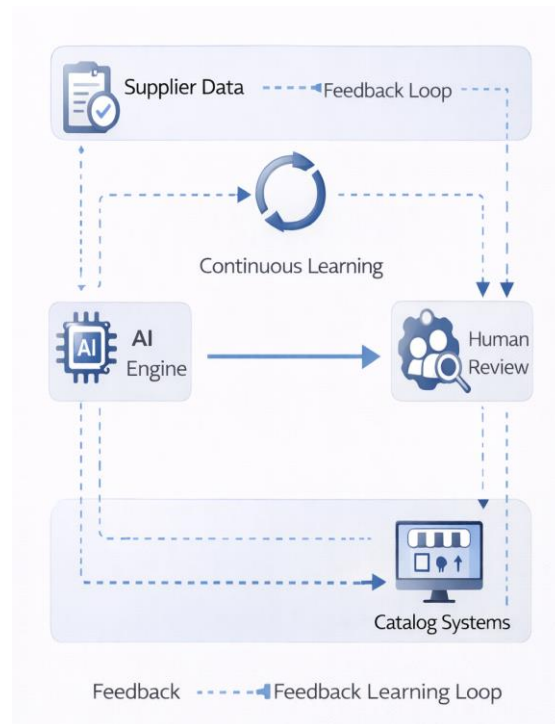 Supplier Data
Feedback Loop
Continuous Learning
AI
AI
Engine
Human
Review
Catalog Systems
Feedback
Feedback Learning Loop